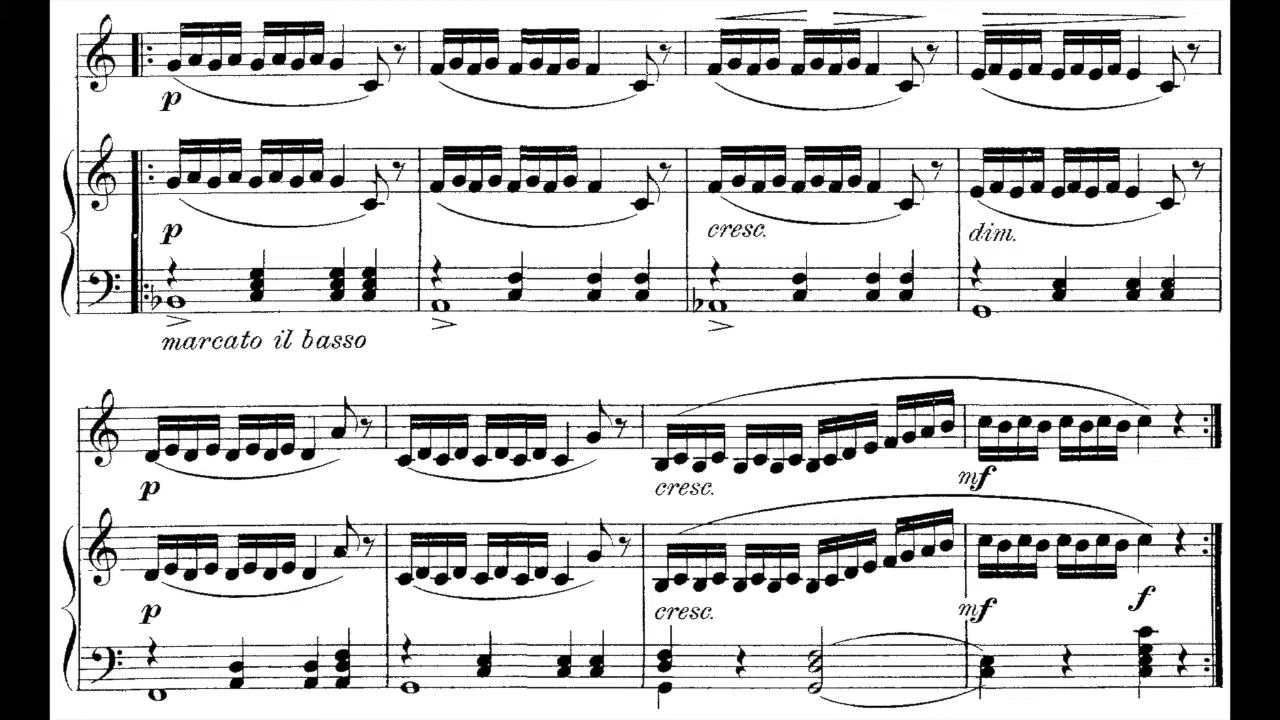 p
p
cresc.
dim.
marcato il basso
p
cresc.
mf
p
cresc.
mf
f